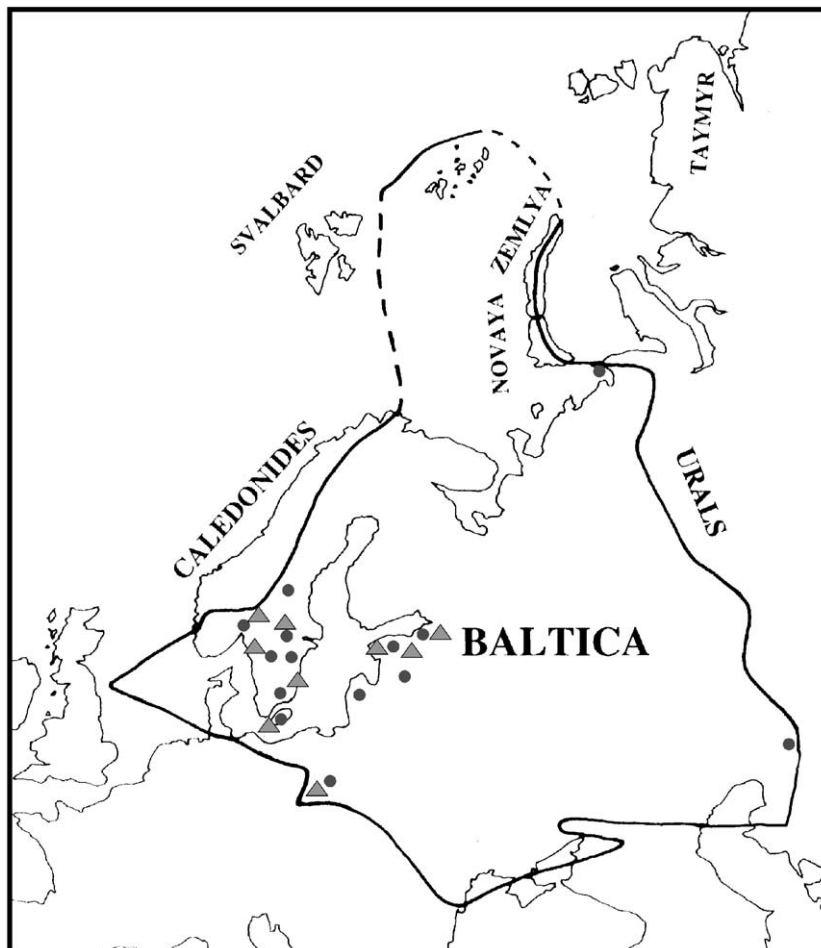 TAYMYR
SVALBARD
NOVAYA ZEMLYA
CALEDONIDES
URALS
BALTICA